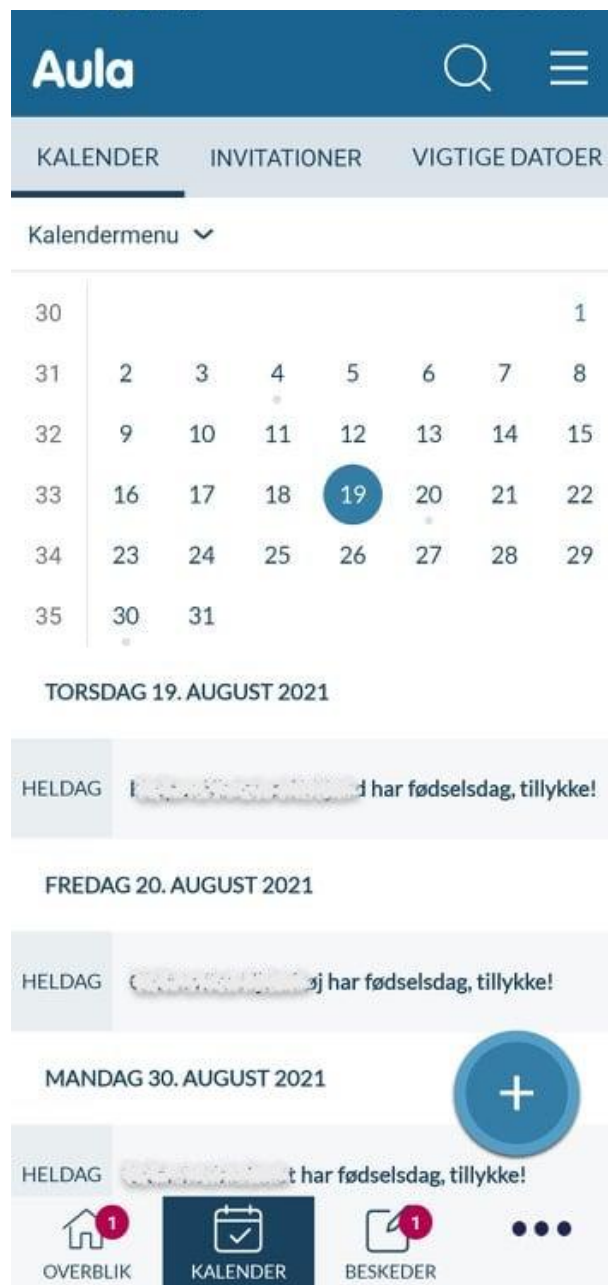 Aula
KALENDER INVITATIONER VIGTIGE DATOER
Kalendermenu
30 1
31 2 3 4 5 6 7 8
32 9 10 11 12 13 14 15
33 16 17 18 19 20 21 22
34 23 24 25 26 27 28 29
35 30 31
TORSDAG 19. AUGUST 2021
HELDAG har fødselsdag, tillykke!
FREDAG 20. AUGUST 2021
HELDAG har fødselsdag, tillykke!
MANDAG 30. AUGUST 2021
+
HELDAG har fødselsdag, tillykke!
1 1
OVERBLIK KALENDER BESKEDER